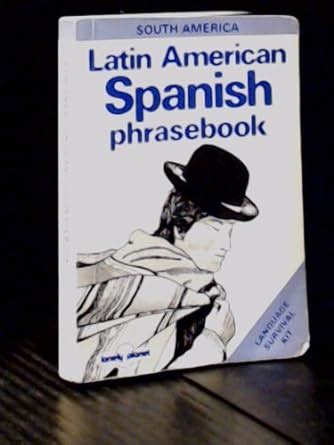 SOUTH AMERICA
Latin American
Spanish
phrasebook
LANGUAGE
SURVIVAL
KIT
lonely planet